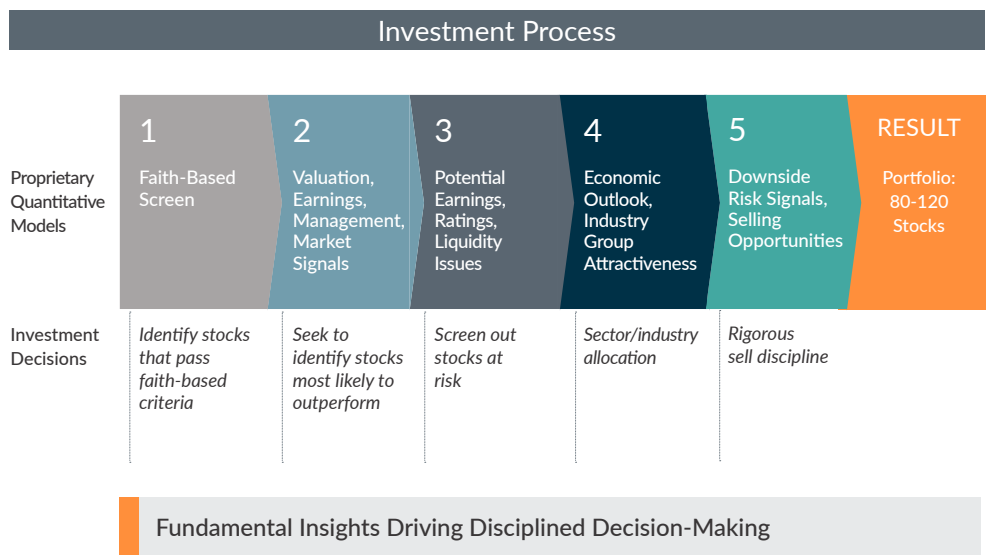 Investment Process
Proprietary
Quantitative
Models
1
Faith-Based
Screen
2
Valuation,
Earnings,
Management,
Market
Signals
3
Potential
Earnings,
Ratings,
Liquidity
Issues
4
Economic
Outlook,
Industry
Group
Attractiveness
5
Downside
Risk Signals,
Selling
Opportunities
RESULT
Portfolio:
80-120
Stocks
Investment
Decisions
Identify stocks
that pass
faith-based
criteria
Seek to
identify stocks
most likely to
outperform
Screen out
stocks at
risk
Sector/industry
allocation
Rigorous
sell discipline
Fundamental Insights Driving Disciplined Decision-Making